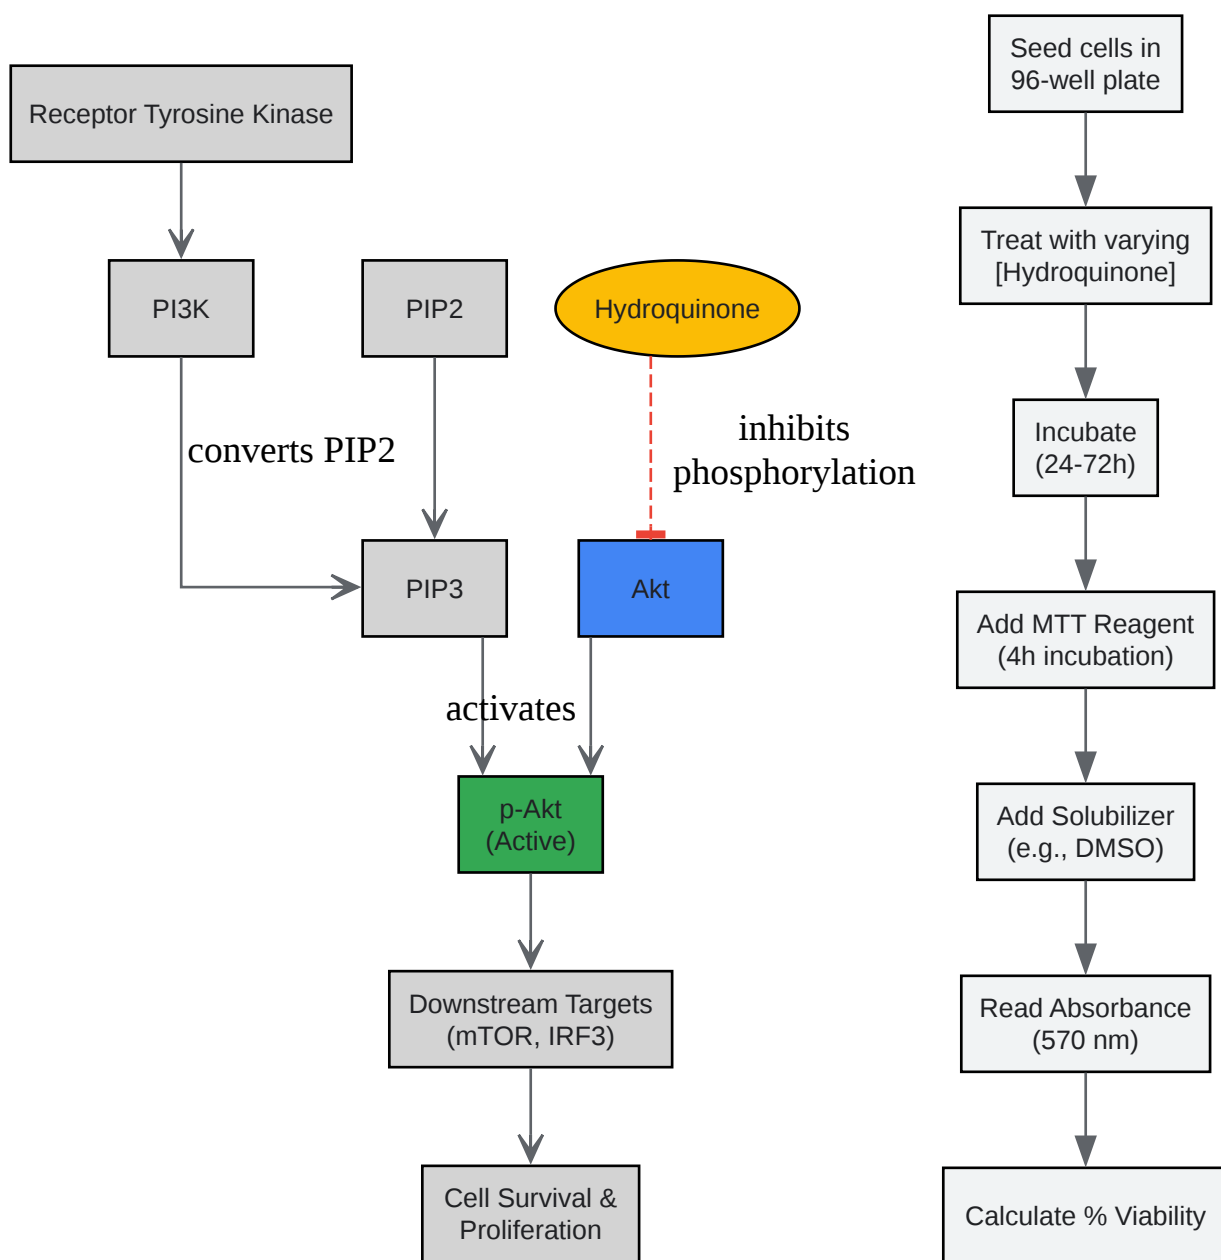 Receptor Tyrosine Kinase
PI3K
PIP2
Hydroquinone
converts PIP2
inhibits
phosphorylation
PIP3
Akt
activates
p-Akt
(Active)
Downstream Targets
(mTOR, IRF3)
Cell Survival &
Proliferation
Seed cells in
96-well plate
Treat with varying
[Hydroquinone]
Incubate
(24-72h)
Add MTT Reagent
(4h incubation)
Add Solubilizer
(e.g., DMSO)
Read Absorbance
(570 nm)
Calculate % Viability